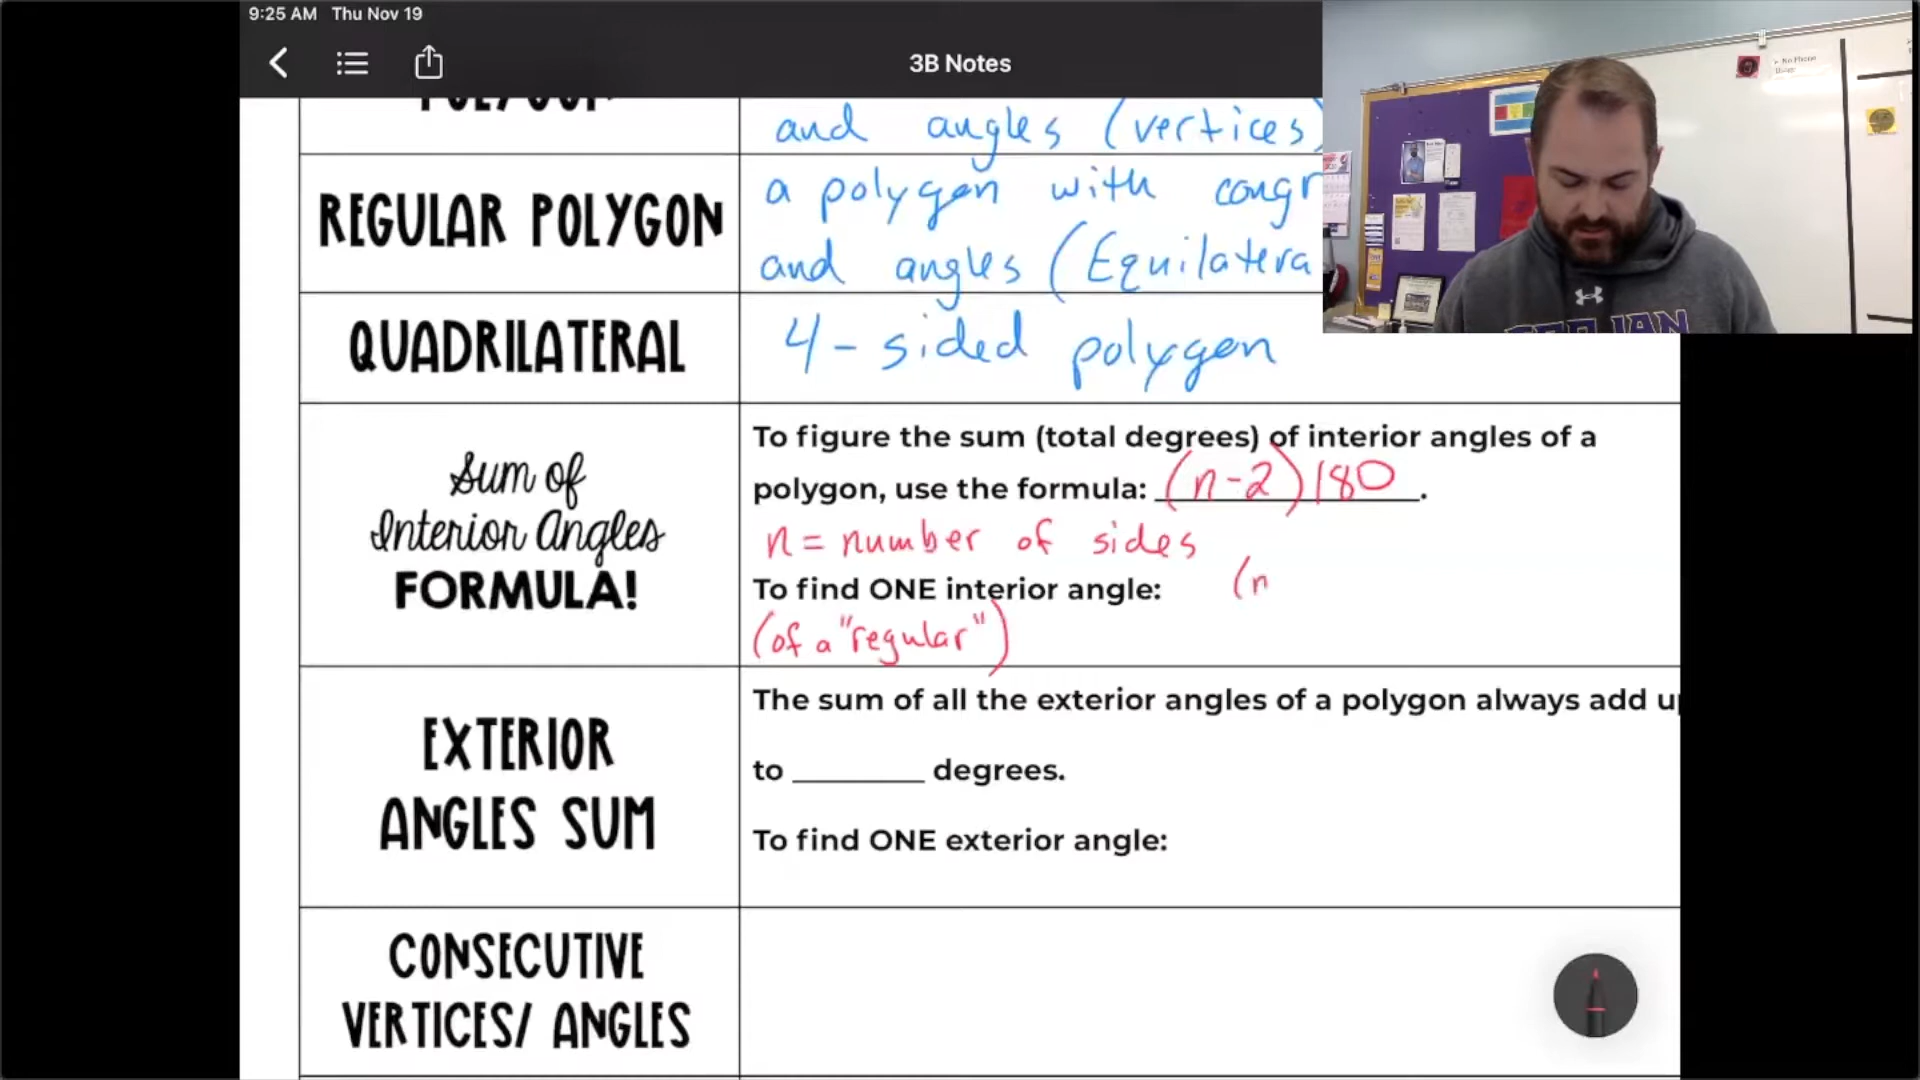 9:25 AM Thu Nov 19
3B Notes
No Phone
and angles (vertices)
REGULAR POLYGON
a polygon with congr
and angles (Equilatera
QUADRILATERAL
4-sided polygon
Sum of
Interior Angles
FORMULA!
To figure the sum (total degrees) of interior angles of a
polygon, use the formula: (n-2)180.
n = number of sides
To find ONE interior angle: (n
(of a "regular")
EXTERIOR
ANGLES SUM
The sum of all the exterior angles of a polygon always add u
to ________ degrees.
To find ONE exterior angle:
CONSECUTIVE
VERTICES/ ANGLES